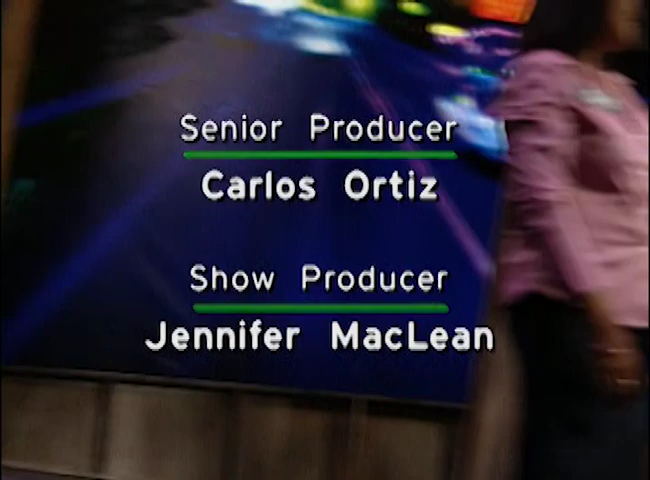 Senior Producer
Carlos Ortiz
Show Producer
Jennifer MacLean